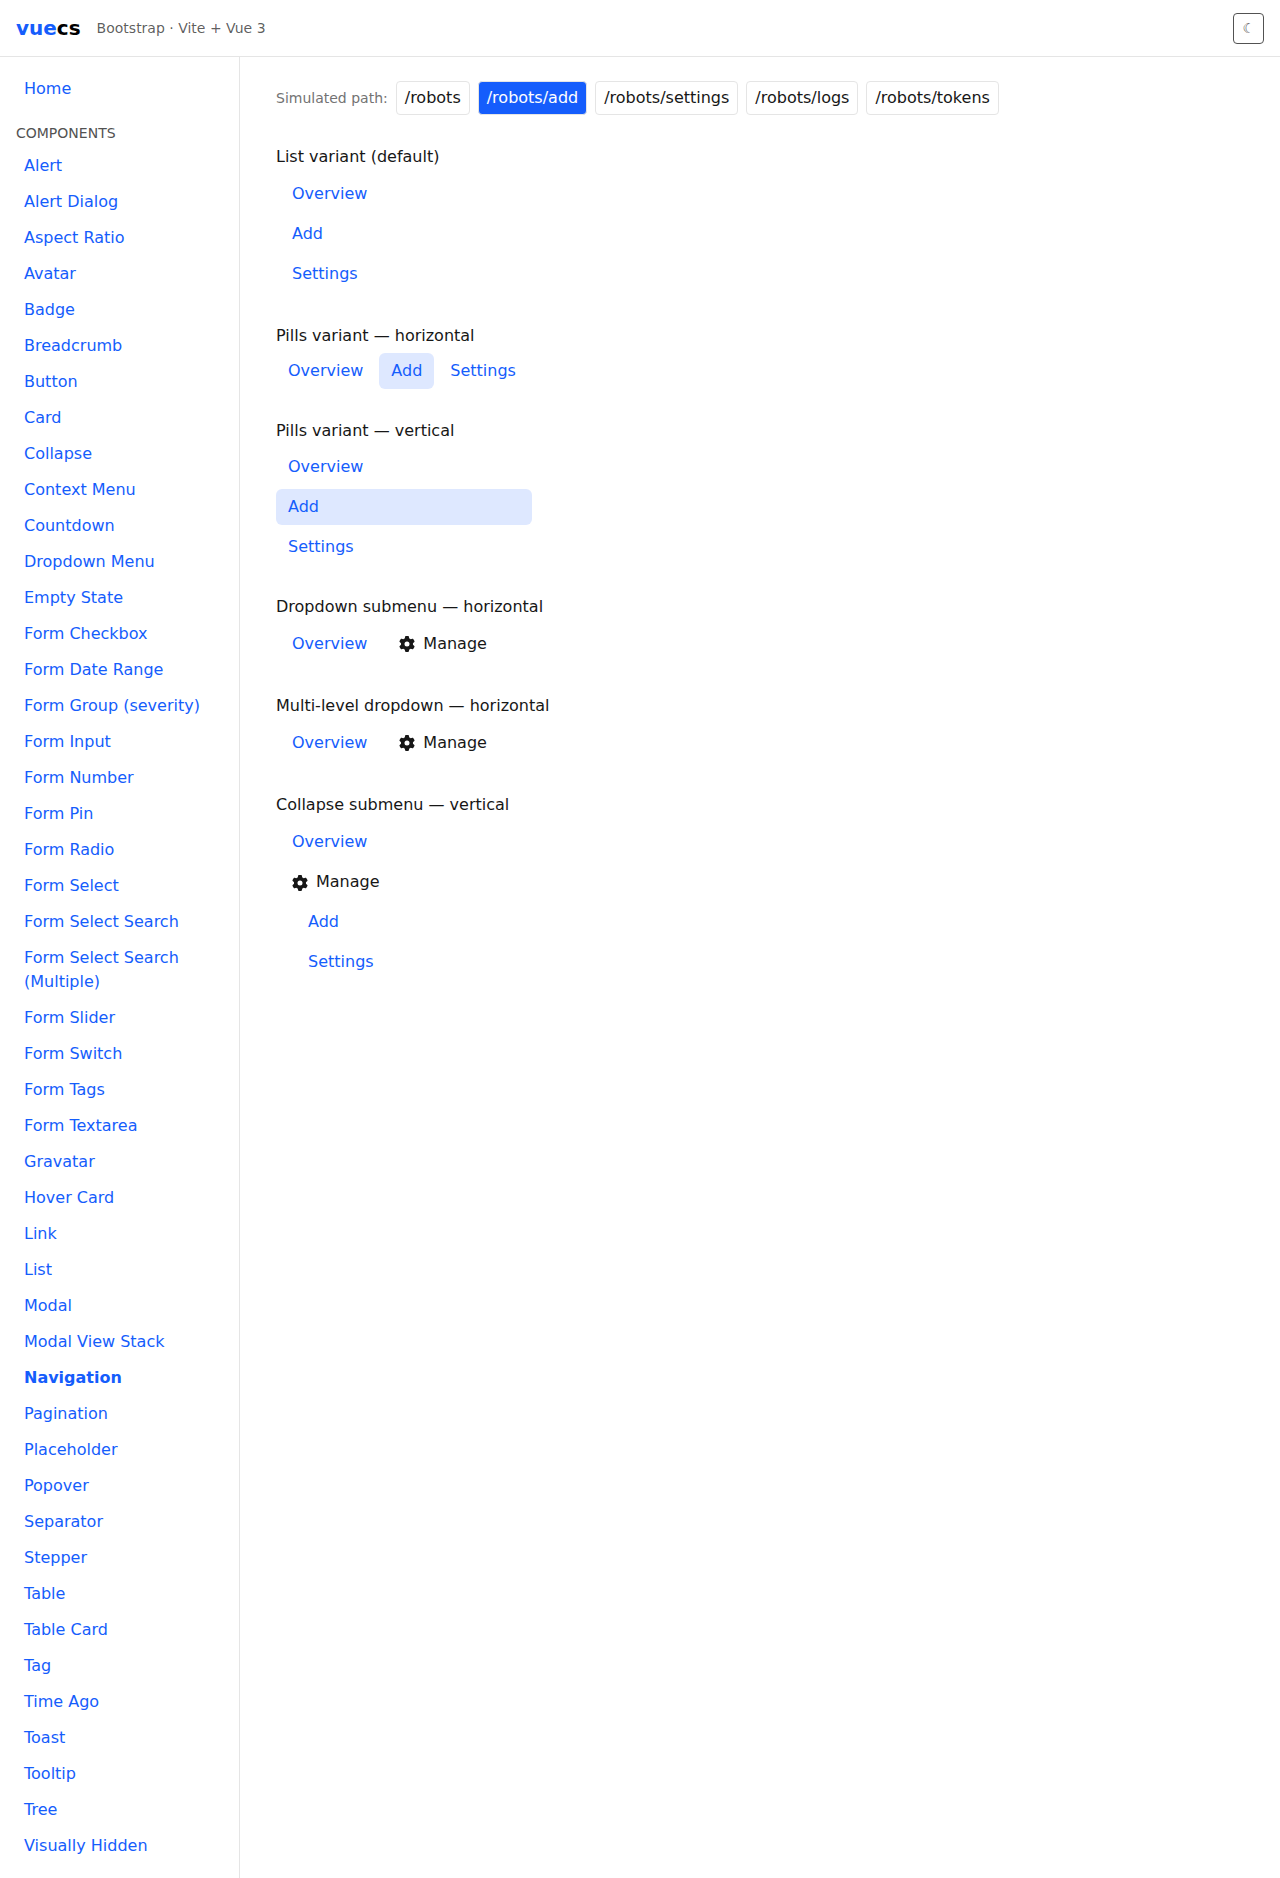 vuecs Bootstrap · Vite + Vue 3
Home
COMPONENTS
Alert
Alert Dialog
Aspect Ratio
Avatar
Badge
Breadcrumb
Button
Card
Collapse
Context Menu
Countdown
Dropdown Menu
Empty State
Form Checkbox
Form Date Range
Form Group (severity)
Form Input
Form Number
Form Pin
Form Radio
Form Select
Form Select Search
Form Select Search
(Multiple)
Form Slider
Form Switch
Form Tags
Form Textarea
Gravatar
Hover Card
Link
List
Modal
Modal View Stack
Navigation
Pagination
Placeholder
Popover
Separator
Stepper
Table
Table Card
Tag
Time Ago
Toast
Tooltip
Tree
Visually Hidden
Simulated path: /robots /robots/add /robots/settings /robots/logs /robots/tokens
List variant (default)
Overview
Add
Settings
Pills variant — horizontal
Overview Add Settings
Pills variant — vertical
Overview
Add
Settings
Dropdown submenu — horizontal
Overview Manage
Multi-level dropdown — horizontal
Overview Manage
Collapse submenu — vertical
Overview
Manage
Add
Settings